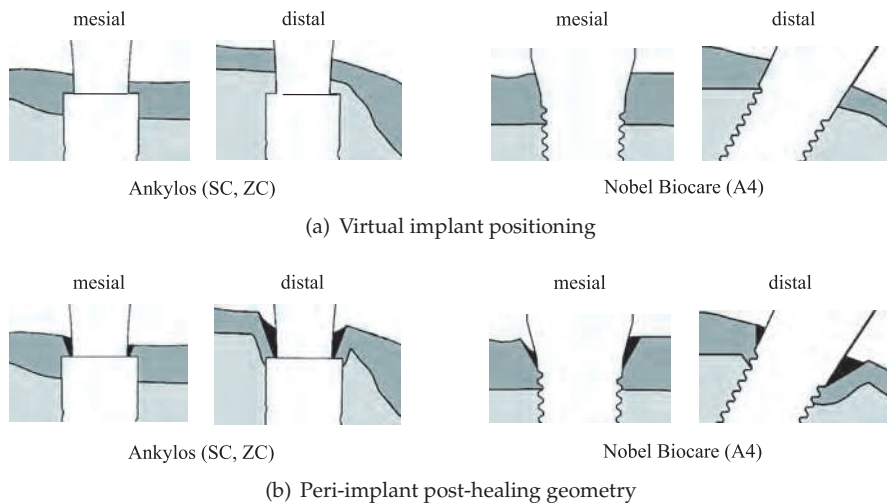 mesial distal mesial distal
Ankylos (SC, ZC) Nobel Biocare (A4)
(a) Virtual implant positioning
mesial distal mesial distal
Ankylos (SC, ZC) Nobel Biocare (A4)
(b) Peri-implant post-healing geometry